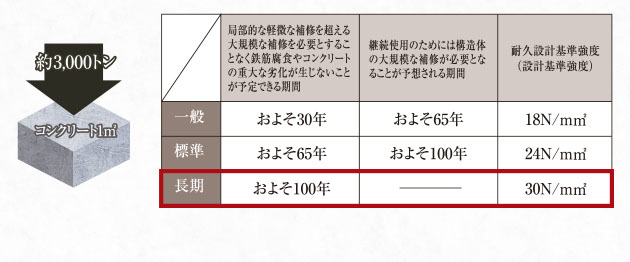 約3,000トン
コンクリート1㎡
局部的な軽微な補修を超える
大規模な補修を必要とするこ
となく鉄筋腐食やコンクリート
の重大な劣化が生じないこと
が予定できる期間
継続使用のためには構造体
の大規模な補修が必要とな
ることが予想される期間
耐久設計基準強度
（設計基準強度）
一般
およそ30年
およそ65年
18N/m㎡
標準
およそ65年
およそ100年
24N/m㎡
長期
およそ100年
30N/m㎡